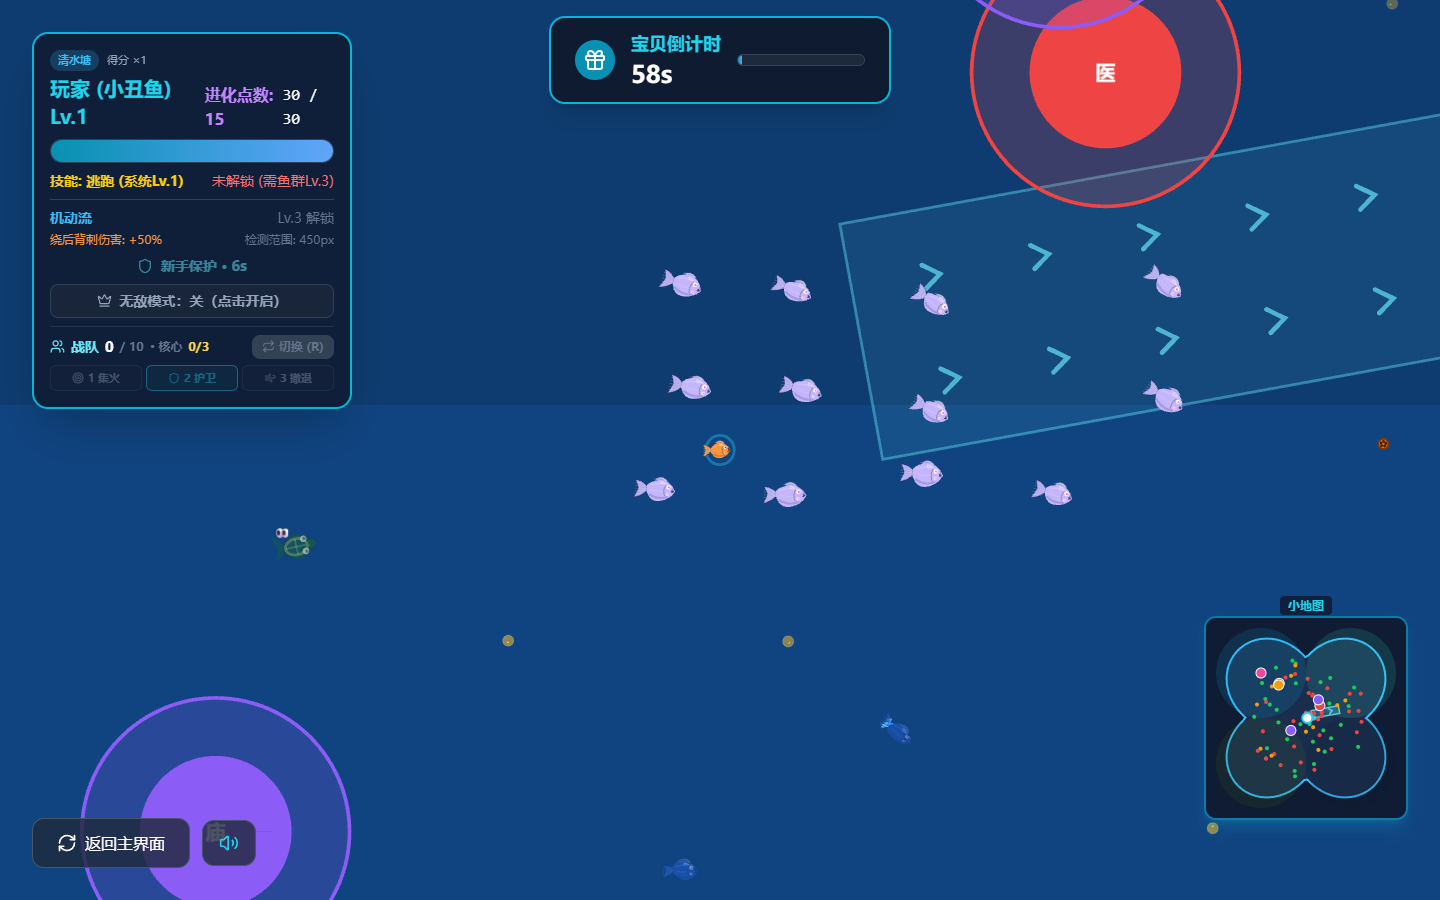 清水塘 得分 ×1
玩家 (小丑鱼)
Lv.1
进化点数: 30 /
15 30
技能: 逃跑 (系统Lv.1) 未解锁 (需鱼群Lv.3)
机动流 Lv.3 解锁
绕后背刺伤害: +50% 检测范围: 450px
新手保护 • 6s
无敌模式：关（点击开启）
战队 0 / 10 • 核心 0/3 切换 (R)
1 集火 2 护卫 3 撤退
宝贝倒计时
58s
医
小地图
庙
返回主界面